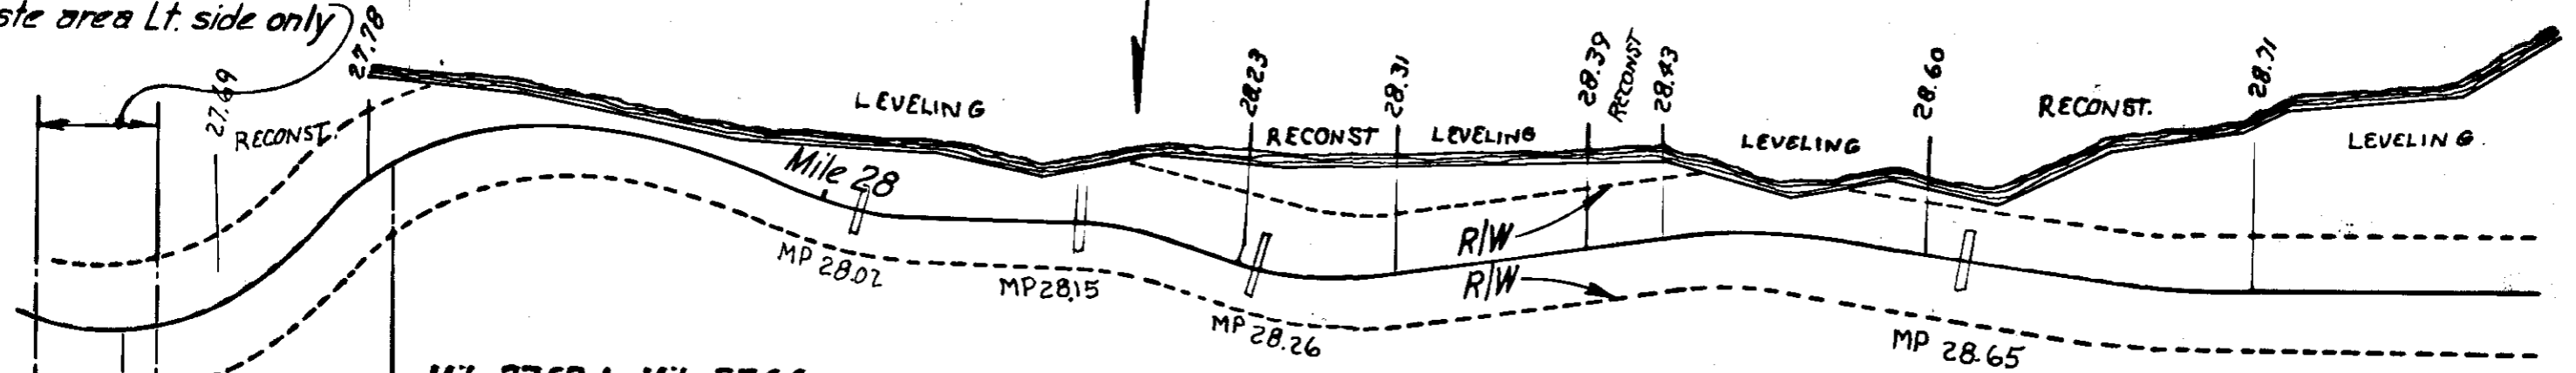 ste area Lt. side only
27.69
RECONST.
27.78
LEVELING
Mile 28
28.23
RECONST
28.31
LEVELING
28.39
RECONST
28.43
LEVELING
28.60
RECONST.
28.71
LEVELING.
R/W
R/W
MP 28.02
MP 28.15
MP 28.26
MP 28.65